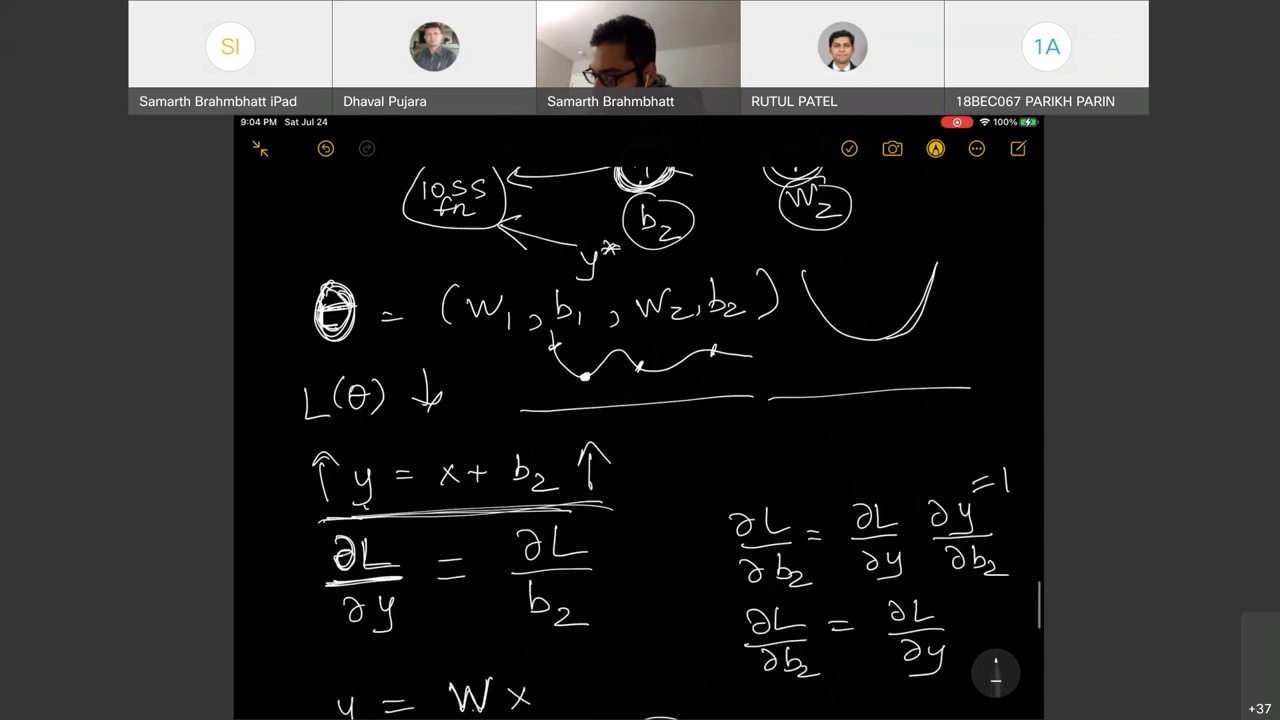 SI
1A
Samarth Brahmbhatt iPad
Dhaval Pujara
Samarth Brahmbhatt
RUTUL PATEL
18BEC067 PARIKH PARIN
9:04 PM Sat Jul 24
100%
loss fn
b₂
W₂
y*
θ = (W₁, b₁, W₂, b₂)
L(θ) ↓
↑ y = x + b₂ ↑
∂L/∂y = ∂L/b₂
∂L/∂b₂ = ∂L/∂y ∂y/∂b₂ =1
∂L/∂b₂ = ∂L/∂y
y = Wx
+37